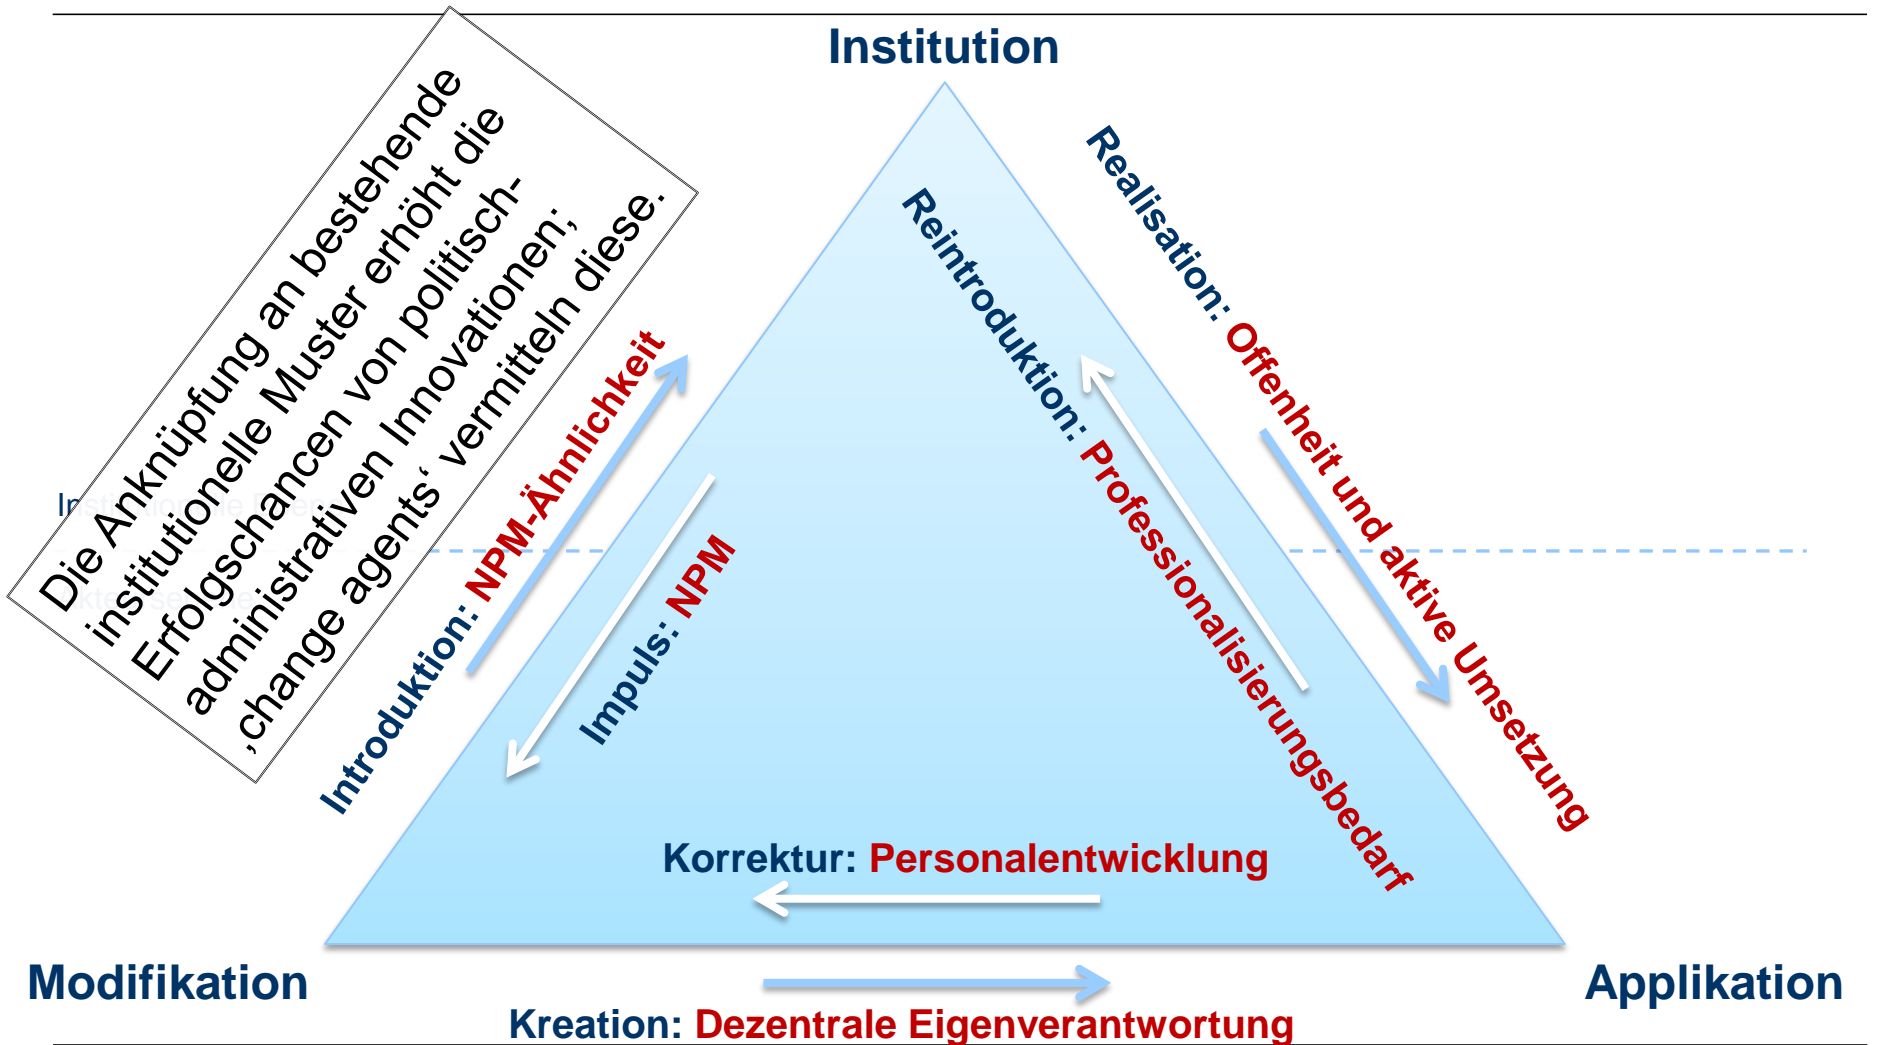 Institution
Die Anknüpfung an bestehende
institutionelle Muster erhöht die
Erfolgschancen von politisch-
administrativen Innovationen;
‚change agents‘ vermitteln diese.
Introduktion: NPM-Ähnlichkeit
Impuls: NPM
Reintroduktion: Professionalisierungsbedarf
Realisation: Offenheit und aktive Umsetzung
Korrektur: Personalentwicklung
Modifikation
Applikation
Kreation: Dezentrale Eigenverantwortung